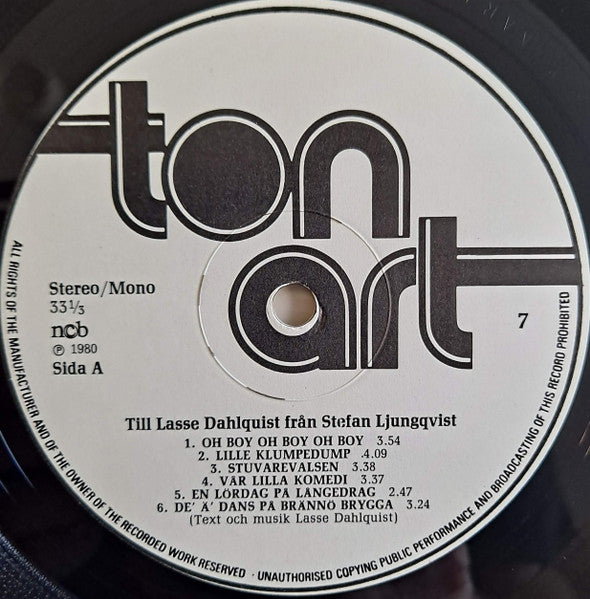 ton
art
Stereo/Mono
33⅓
ncb
Ⓟ 1980
Sida A
7
Till Lasse Dahlquist från Stefan Ljungqvist
1. OH BOY OH BOY OH BOY 3.54
2. LILLE KLUMPEDUMP .4.09
3. STUVAREVALSEN 3.38
4. VÅR LILLA KOMEDI 3.37
5. EN LÖRDAG PÅ LÅNGEDRAG 2.47
6. DE' Ä' DANS PÅ BRÄNNÖ BRYGGA 3.24
(Text och musik Lasse Dahlquist)
ALL RIGHTS OF THE MANUFACTURER AND OF THE OWNER OF THE RECORDED WORK RESERVED · UNAUTHORISED COPYING PUBLIC PERFORMANCE AND BROADCASTING OF THIS RECORD PROHIBITED